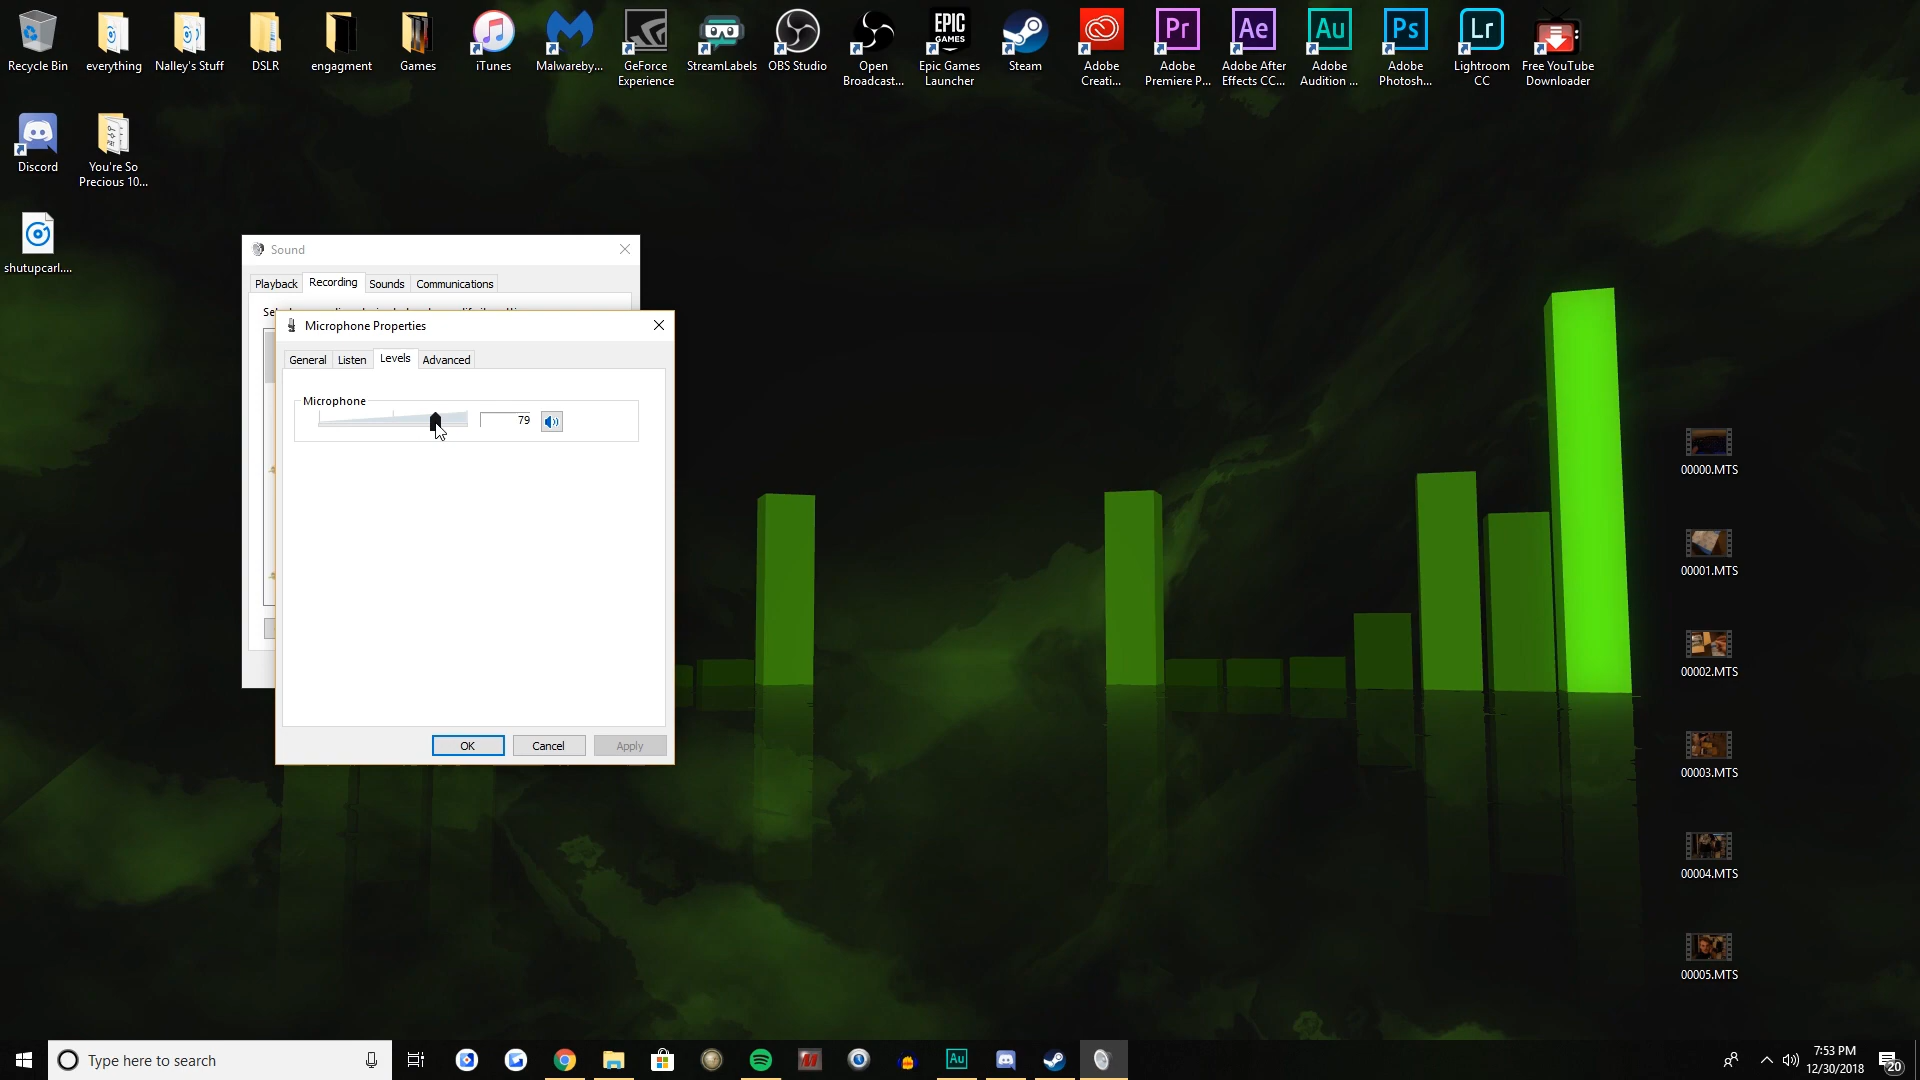 Recycle Bin
everything
Nalley's Stuff
DSLR
engagment
Games
iTunes
Malwareby...
GeForce
Experience
StreamLabels
OBS Studio
Open
Broadcast...
EPIC
GAMES
Epic Games
Launcher
Steam
Adobe
Creati...
Pr
Adobe
Premiere P...
Ae
Adobe After
Effects CC...
Au
Adobe
Audition ...
Ps
Adobe
Photosh...
Lr
Lightroom
CC
Free YouTube
Downloader
Discord
You're So
Precious 10...
shutupcarl....
Sound
Playback
Recording
Sounds
Communications
Microphone Properties
General
Listen
Levels
Advanced
Microphone
79
OK
Cancel
Apply
00000.MTS
00001.MTS
00002.MTS
00003.MTS
00004.MTS
00005.MTS
Type here to search
Au
7:53 PM
12/30/2018
20